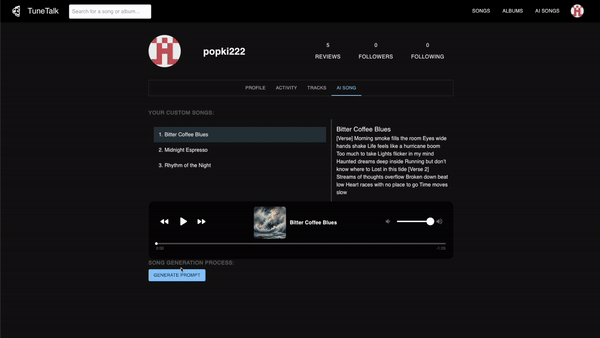 TuneTalk
Search for a song or album...
SONGS
ALBUMS
AI SONGS
popki222
5
REVIEWS
0
FOLLOWERS
0
FOLLOWING
PROFILE
ACTIVITY
TRACKS
AI SONG
YOUR CUSTOM SONGS:
1. Bitter Coffee Blues
2. Midnight Espresso
3. Rhythm of the Night
Bitter Coffee Blues
[Verse] Morning smoke fills the room Eyes wide
hands shake Life feels like a hurricane boom
Too much to take Lights flicker in my mind
Haunted dreams deep inside Running but don't
know where to Lost in this tide [Verse 2]
Streams of thoughts overflow Broken down beat
low Heart races with no place to go Time moves
slow
Bitter Coffee Blues
0:00
SONG GENERATION PROCESS:
GENERATE PROMPT